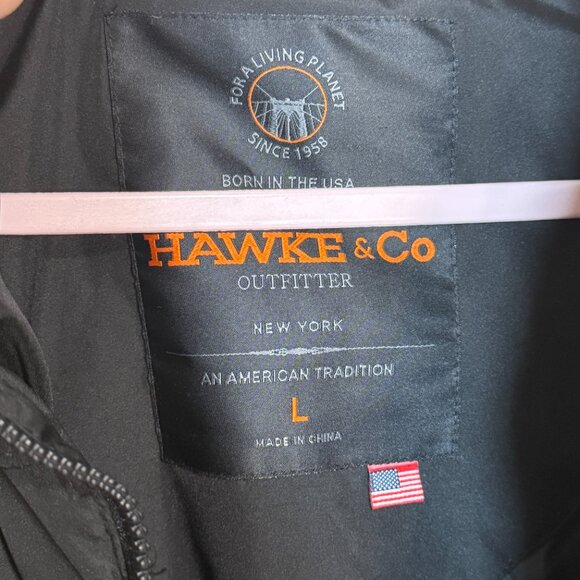 FOR A LIVING PLANET
SINCE 1958
BORN IN THE USA
HAWKE & Co
OUTFITTER
NEW YORK
AN AMERICAN TRADITION
L
MADE IN CHINA